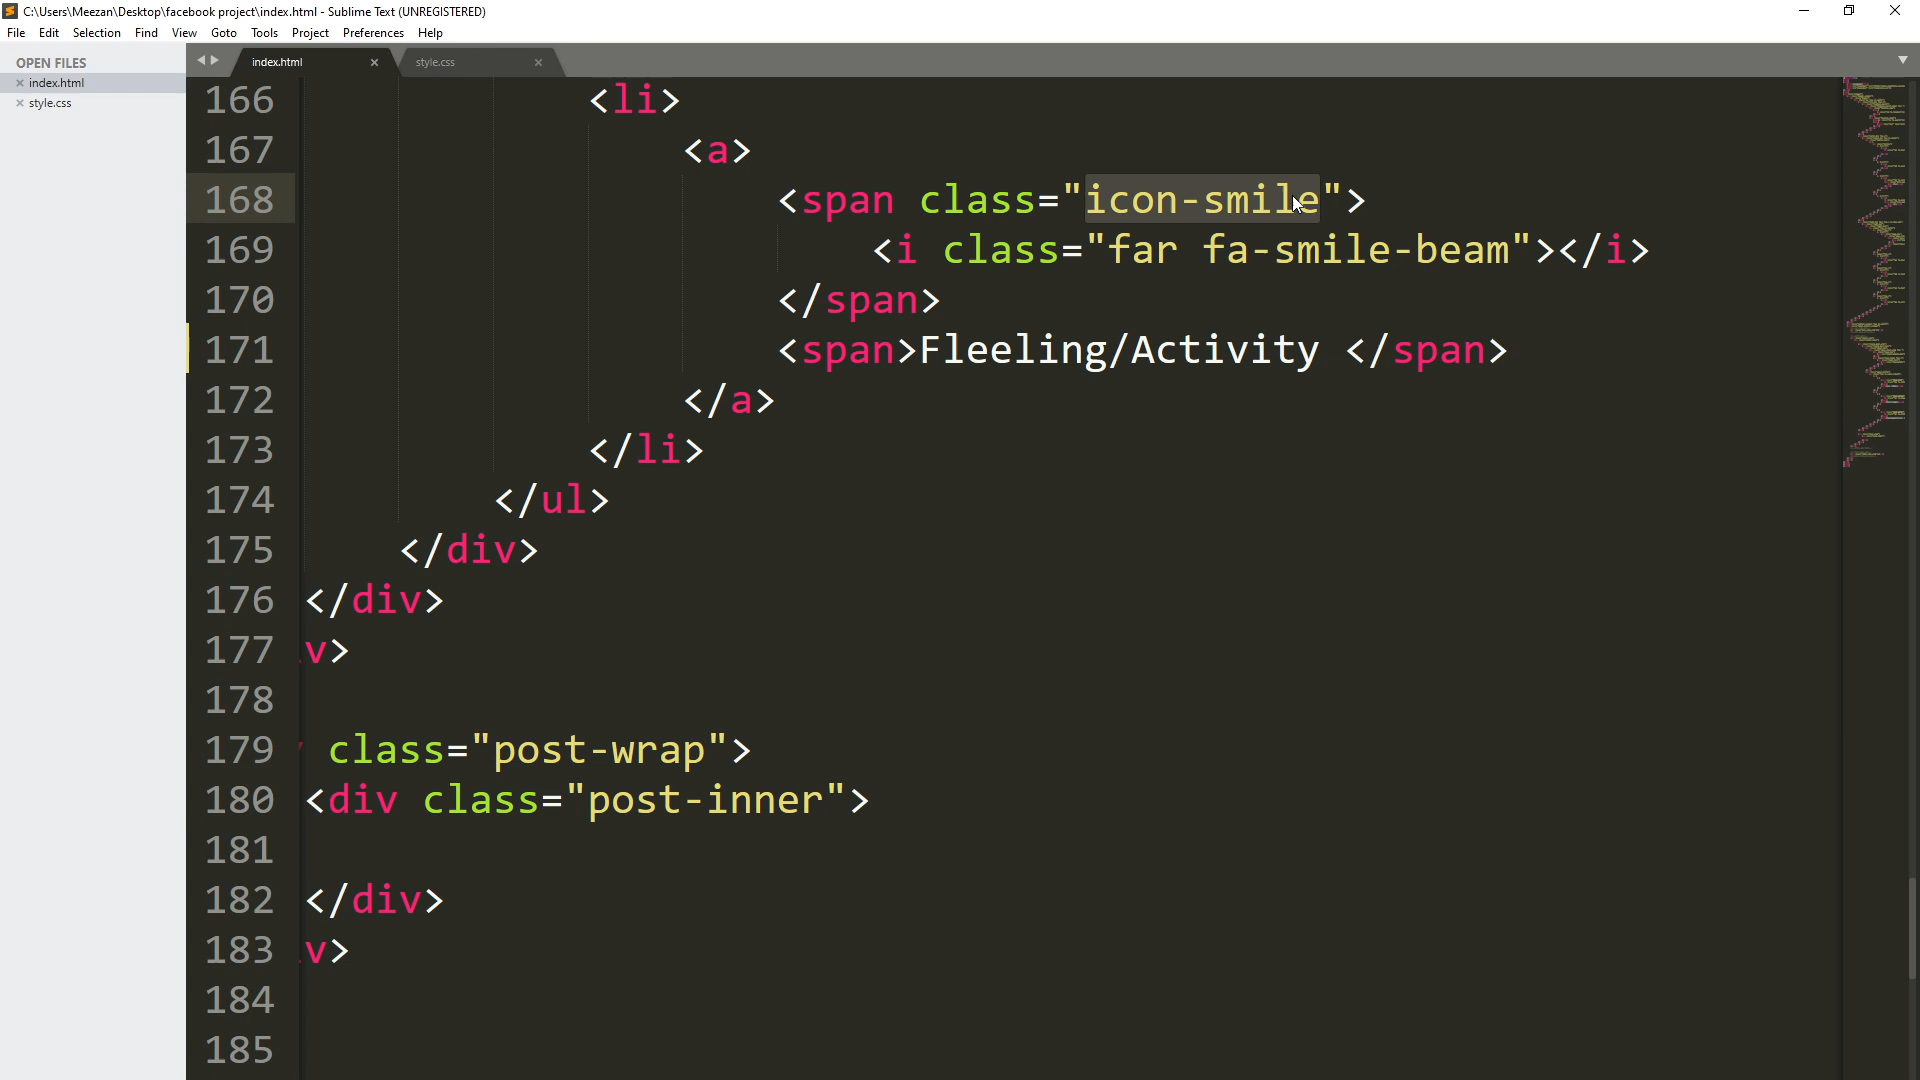 C:\Users\Meezan\Desktop\facebook project\index.html - Sublime Text (UNREGISTERED)
File Edit Selection Find View Goto Tools Project Preferences Help
OPEN FILES
index.html
style.css
index.html
style.css
166 <li>
167 <a>
168 <span class="icon-smile">
169 <i class="far fa-smile-beam"></i>
170 </span>
171 <span>Fleeling/Activity </span>
172 </a>
173 </li>
174 </ul>
175 </div>
176 </div>
177 v>
178
179 class="post-wrap">
180 <div class="post-inner">
181
182 </div>
183 v>
184
185